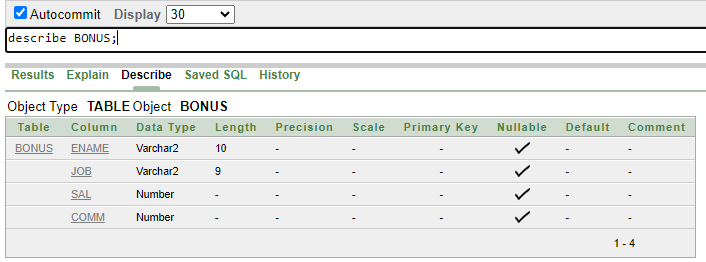 Autocommit Display 30
describe BONUS;
Results Explain Describe Saved SQL History
Object Type TABLE Object BONUS
Table Column Data Type Length Precision Scale Primary Key Nullable Default Comment
BONUS ENAME Varchar2 10 - - - ✓ - -
JOB Varchar2 9 - - - ✓ - -
SAL Number - - - - ✓ - -
COMM Number - - - - ✓ - -
1 - 4